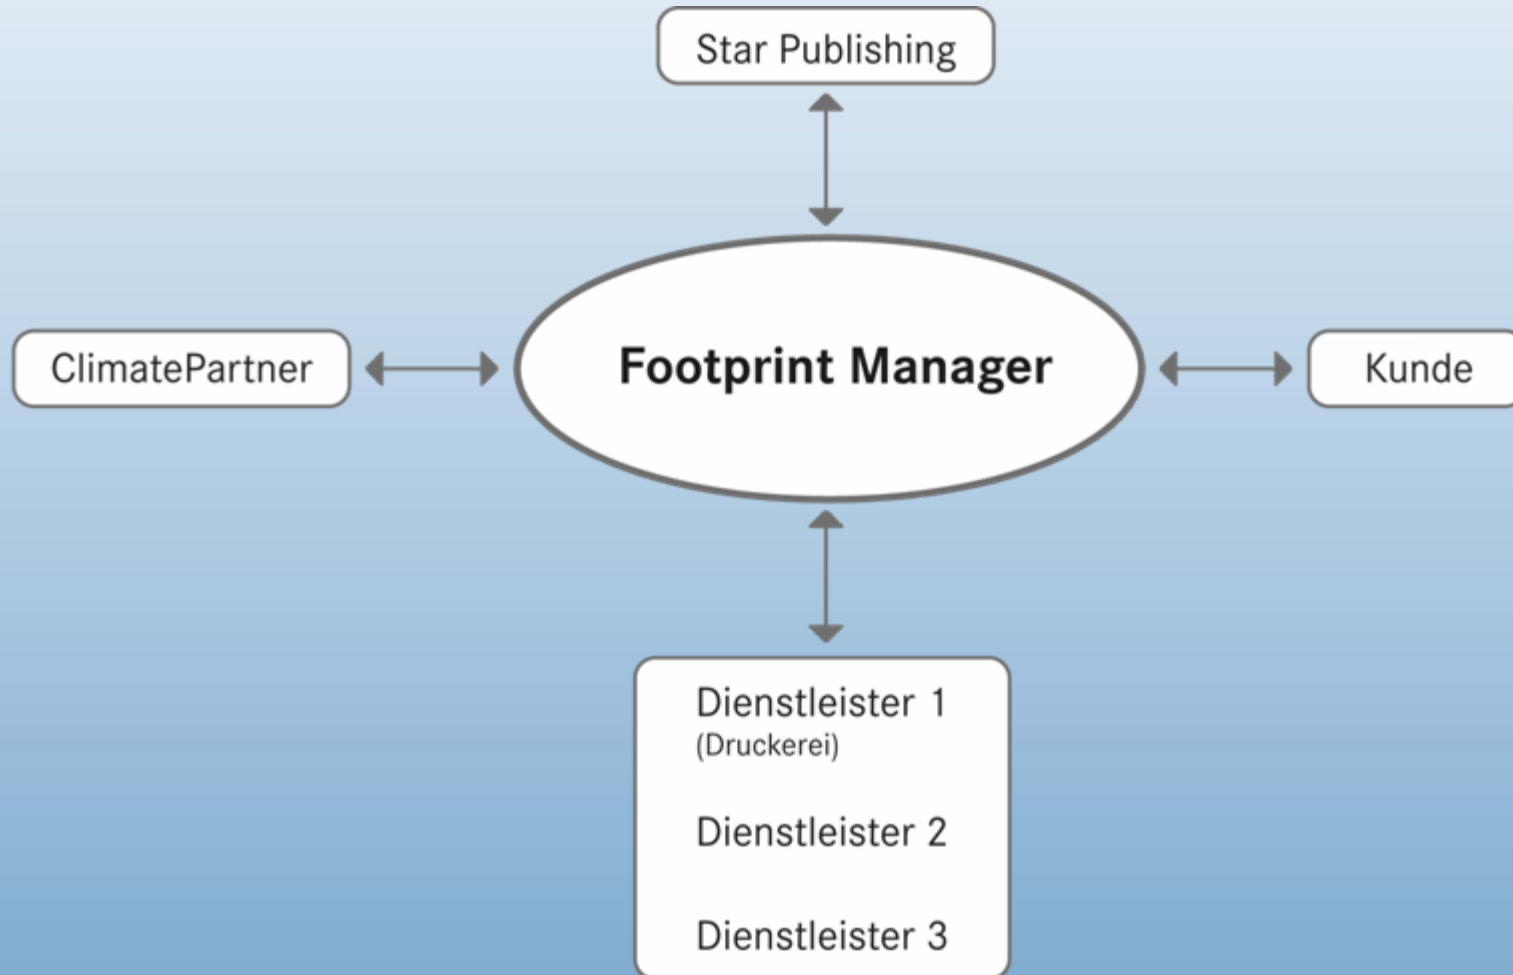 Star Publishing
ClimatePartner
Footprint Manager
Kunde
Dienstleister 1
(Druckerei)
Dienstleister 2
Dienstleister 3